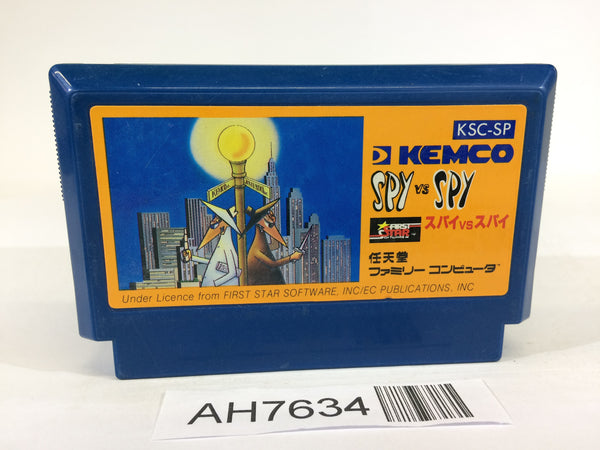 KSC-SP
KEMCO
SPY VS SPY
FIRST STAR
スパイvsスパイ
任天堂
ファミリー コンピュータ™
Under Licence from FIRST STAR SOFTWARE, INC/EC PUBLICATIONS, INC
AH7634